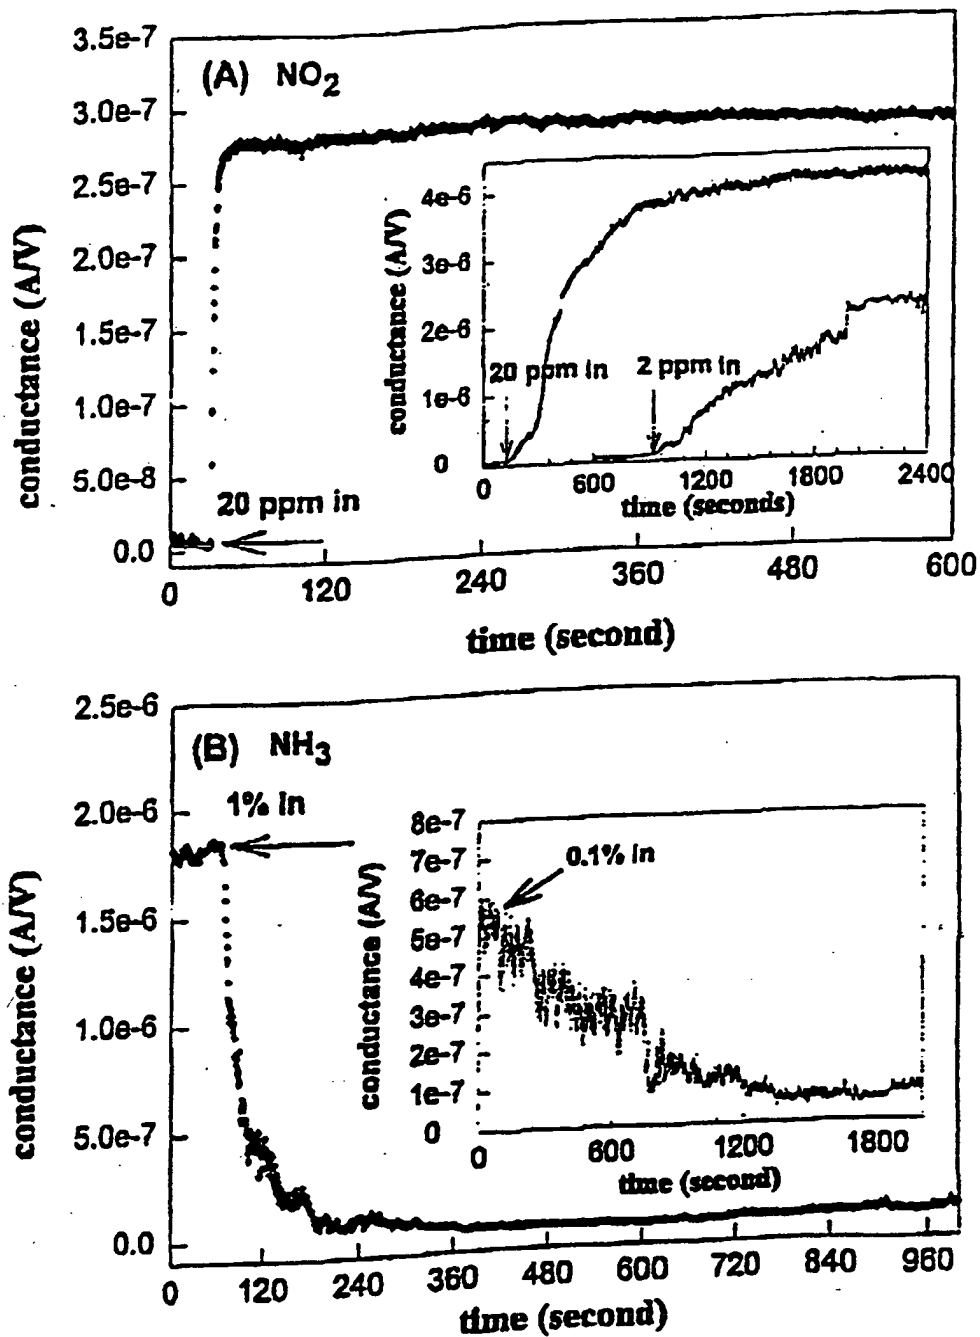 (A) NO2
conductance (A/V)
3.5e-7
3.0e-7
2.5e-7
2.0e-7
1.5e-7
1.0e-7
5.0e-8
0.0
20 ppm in
0 120 240 360 480 600
time (second)
conductance (A/V)
4e-6
3e-6
2e-6
1e-6
0
20 ppm in 2 ppm in
0 600 1200 1800 2400
time (seconds)
(B) NH3
conductance (A/V)
2.5e-6
2.0e-6
1.5e-6
1.0e-6
5.0e-7
0.0
1% in
0 120 240 360 480 600 720 840 960
time (second)
conductance (A/V)
8e-7
7e-7
6e-7
5e-7
4e-7
3e-7
2e-7
1e-7
0
0.1% in
0 600 1200 1800
time (second)